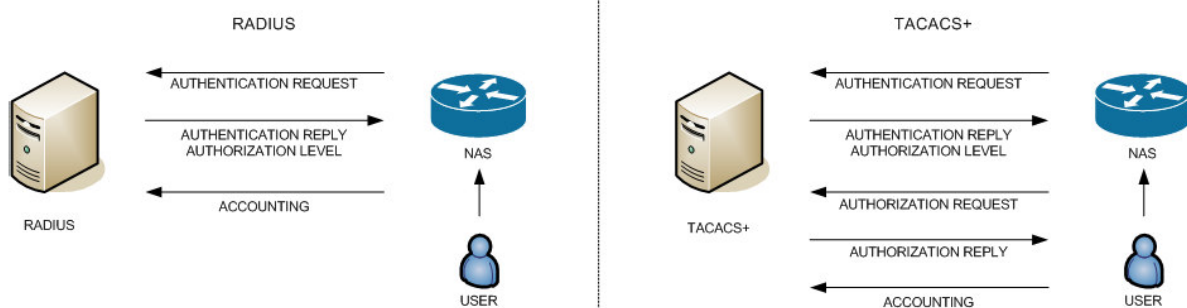 RADIUS
AUTHENTICATION REQUEST
AUTHENTICATION REPLY
AUTHORIZATION LEVEL
NAS
ACCOUNTING
RADIUS
USER
TACACS+
AUTHENTICATION REQUEST
AUTHENTICATION REPLY
AUTHORIZATION LEVEL
NAS
AUTHORIZATION REQUEST
TACACS+
AUTHORIZATION REPLY
USER
ACCOUNTING